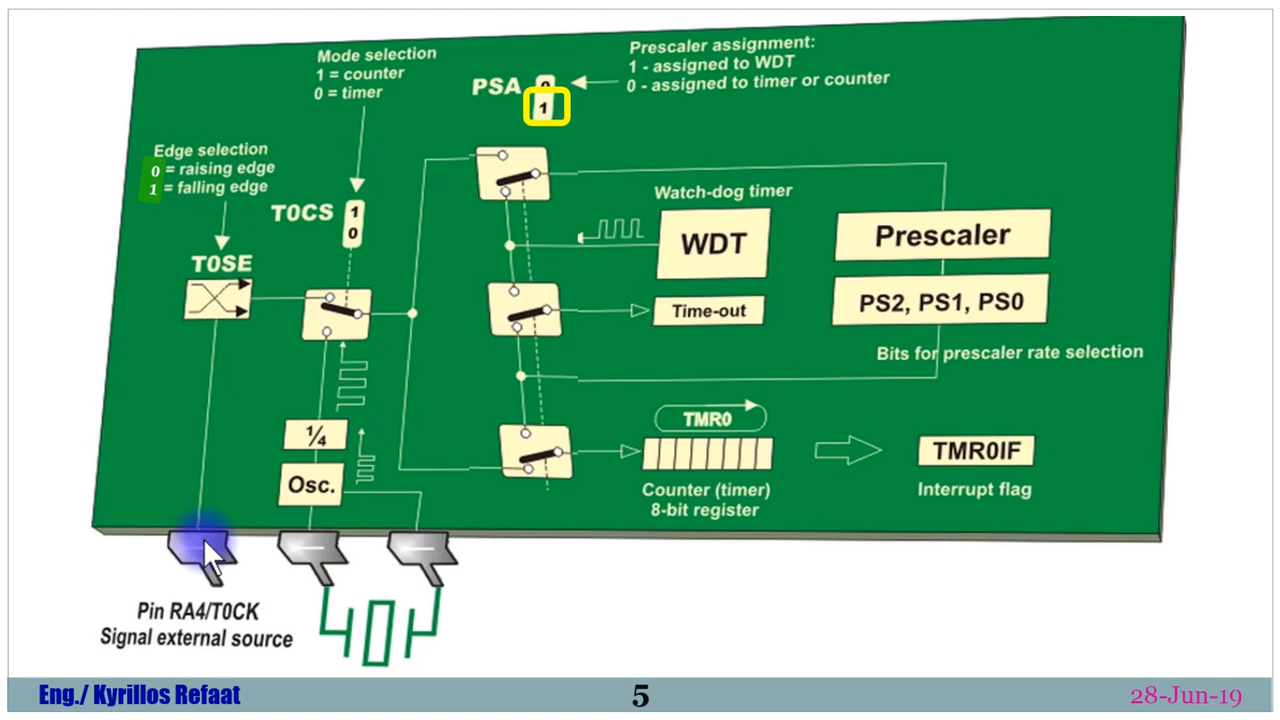 Mode selection
1 = counter
0 = timer
PSA
0
1
Prescaler assignment:
1 - assigned to WDT
0 - assigned to timer or counter
Edge selection
0 = raising edge
1 = falling edge
T0CS
1
0
T0SE
Watch-dog timer
WDT
Time-out
Prescaler
PS2, PS1, PS0
Bits for prescaler rate selection
1/4
Osc.
TMR0
Counter (timer)
8-bit register
TMR0IF
Interrupt flag
Pin RA4/T0CK
Signal external source
Eng./ Kyrillos Refaat
5
28-Jun-19